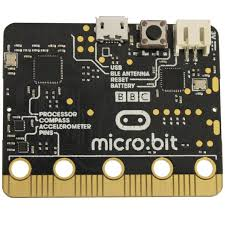 USB
BLE ANTENNA
RESET
BATTERY
BBC
PROCESSOR
COMPASS
ACCELEROMETER
PINS
micro:bit